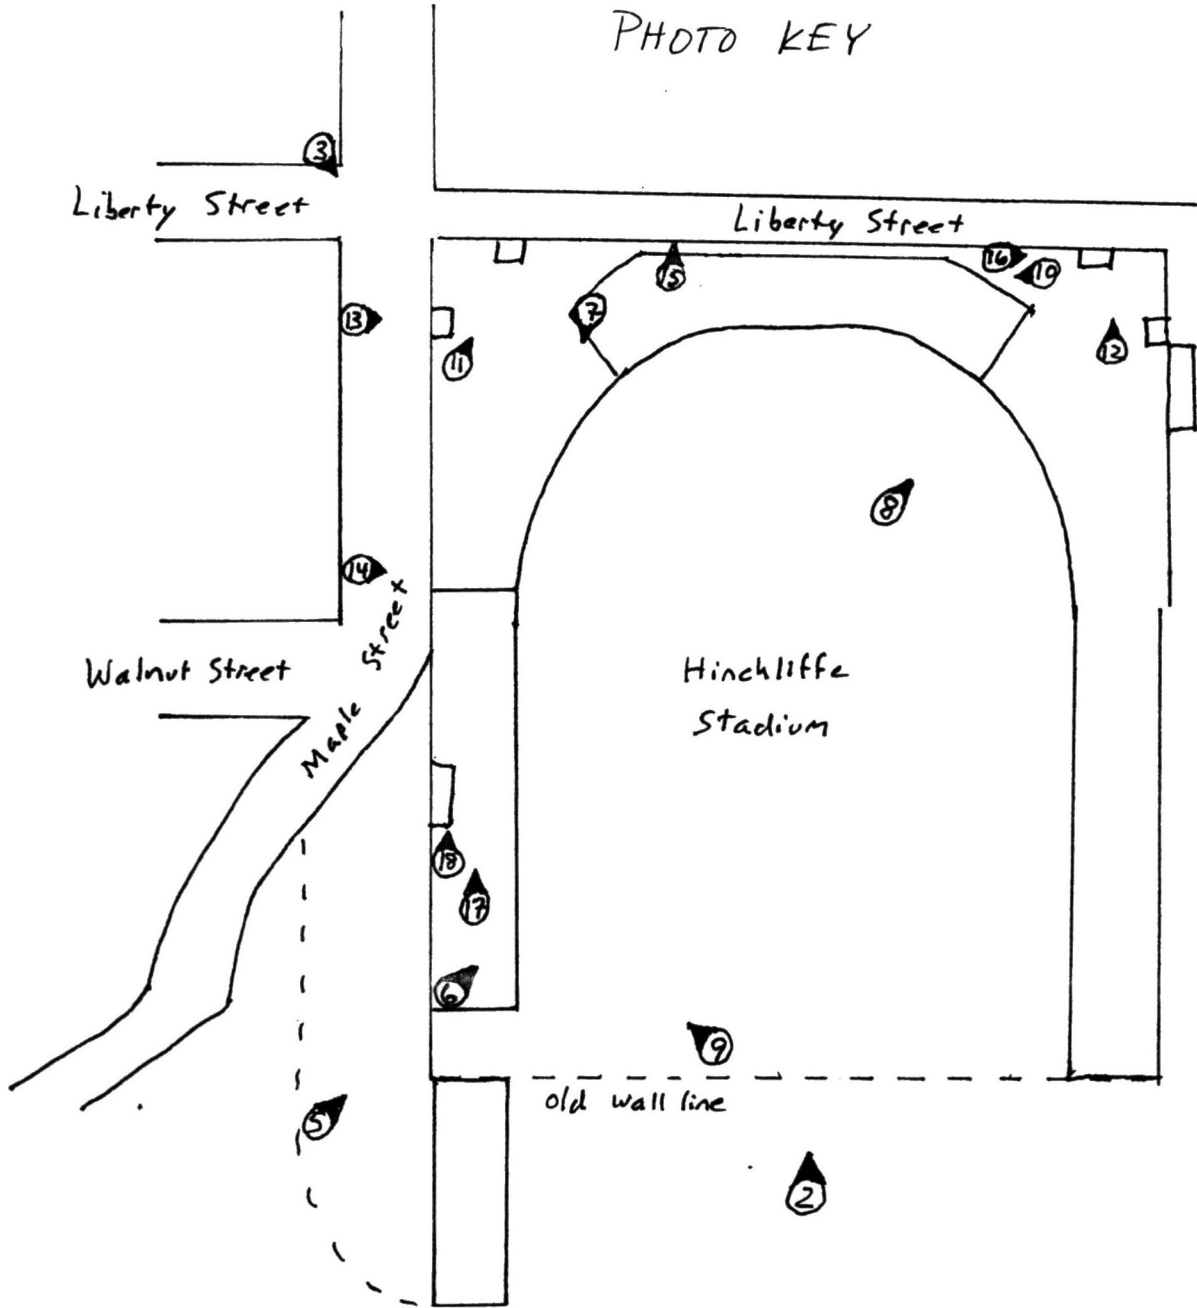 PHOTO KEY
3
Liberty Street
Liberty Street
16
10
15
7
13
11
12
8
14
Maple Street
Walnut Street
Hinchliffe
Stadium
18
17
6
9
old wall line
5
2